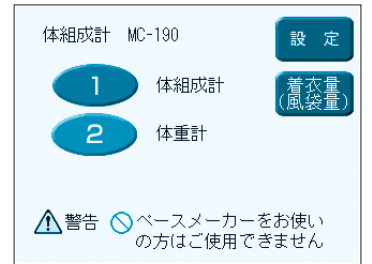 体組成計 MC-190
設 定
1 体組成計
着衣量
(風袋量)
2 体重計
警告 ペースメーカーをお使い
の方はご使用できません